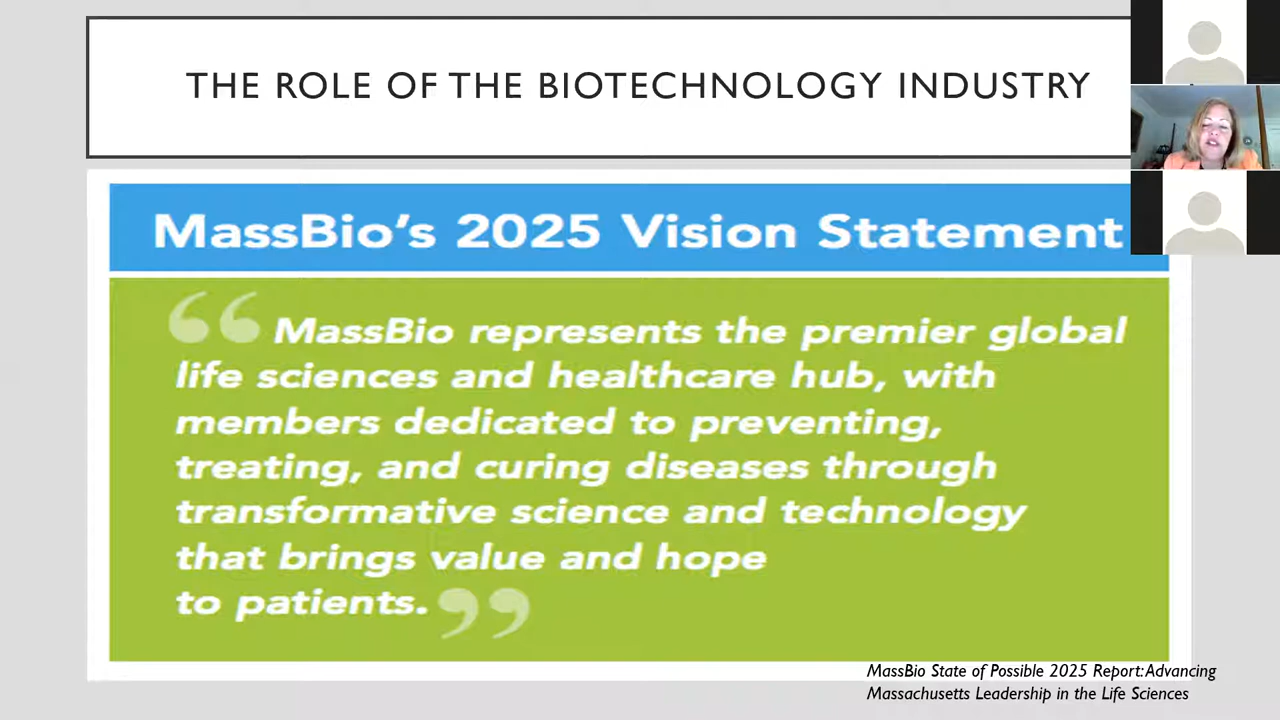 THE ROLE OF THE BIOTECHNOLOGY INDUSTRY
MassBio's 2025 Vision Statement
“ MassBio represents the premier global
life sciences and healthcare hub, with
members dedicated to preventing,
treating, and curing diseases through
transformative science and technology
that brings value and hope
to patients. ”
MassBio State of Possible 2025 Report: Advancing
Massachusetts Leadership in the Life Sciences